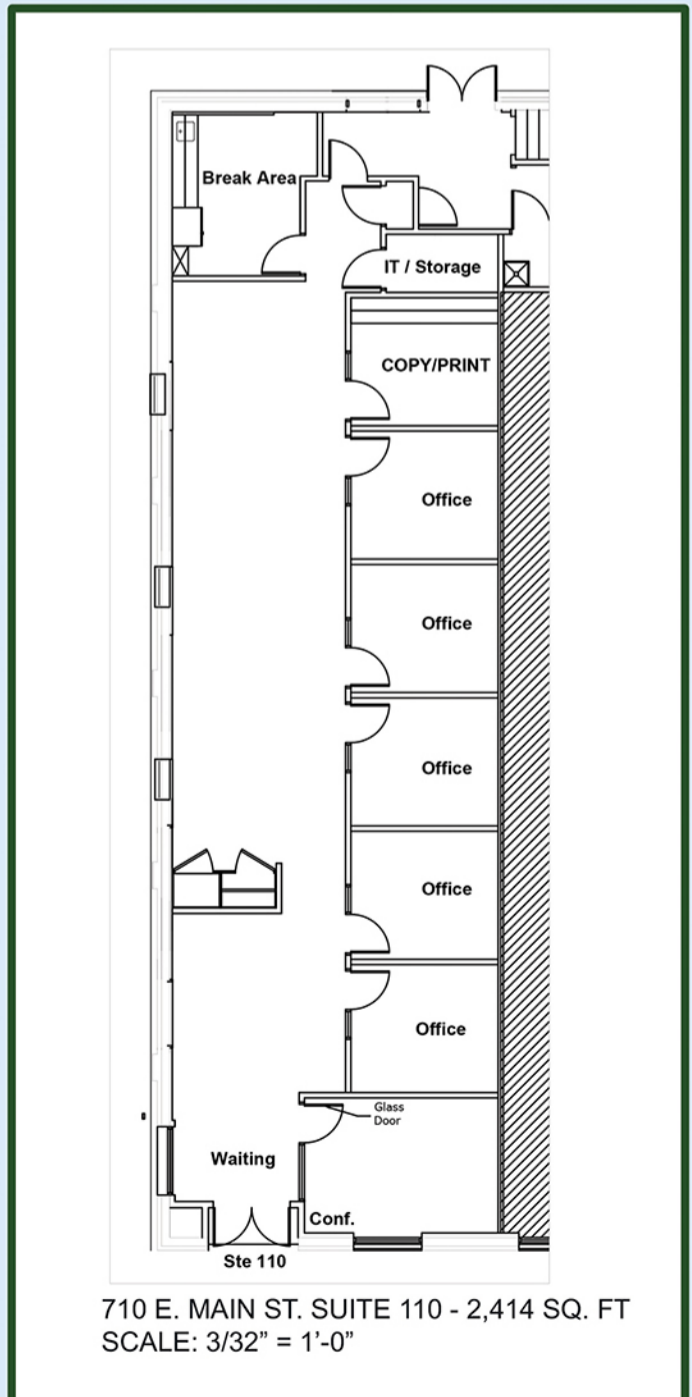 Break Area
IT / Storage
COPY/PRINT
Office
Office
Office
Office
Office
Glass
Door
Waiting
Conf.
Ste 110
710 E. MAIN ST. SUITE 110 - 2,414 SQ. FT
SCALE: 3/32” = 1’-0”